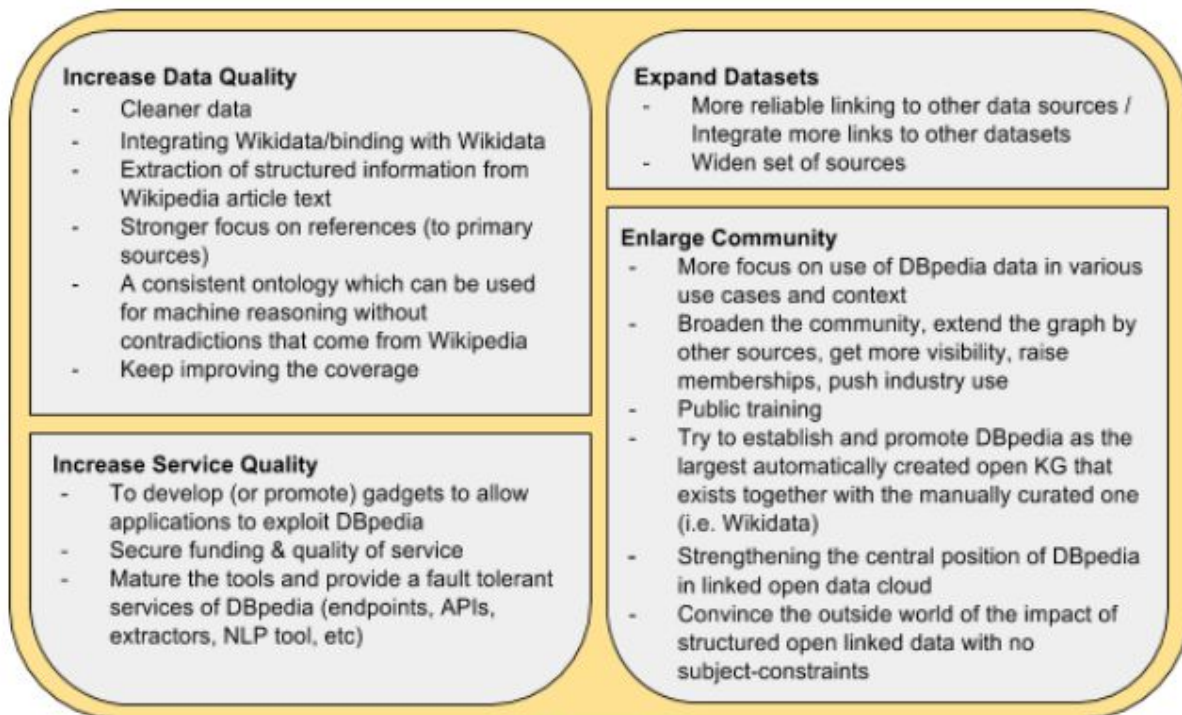 Increase Data Quality
- Cleaner data
- Integrating Wikidata/binding with Wikidata
- Extraction of structured information from
Wikipedia article text
- Stronger focus on references (to primary
sources)
- A consistent ontology which can be used
for machine reasoning without
contradictions that come from Wikipedia
- Keep improving the coverage
Increase Service Quality
- To develop (or promote) gadgets to allow
applications to exploit DBpedia
- Secure funding & quality of service
- Mature the tools and provide a fault tolerant
services of DBpedia (endpoints, APIs,
extractors, NLP tool, etc)
Expand Datasets
- More reliable linking to other data sources /
Integrate more links to other datasets
- Widen set of sources
Enlarge Community
- More focus on use of DBpedia data in various
use cases and context
- Broaden the community, extend the graph by
other sources, get more visibility, raise
memberships, push industry use
- Public training
- Try to establish and promote DBpedia as the
largest automatically created open KG that
exists together with the manually curated one
(i.e. Wikidata)
- Strengthening the central position of DBpedia
in linked open data cloud
- Convince the outside world of the impact of
structured open linked data with no
subject-constraints